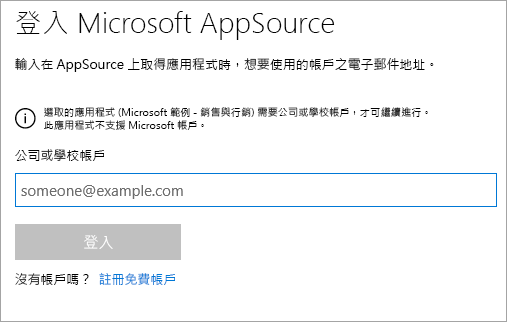 登入 Microsoft AppSource
輸入在 AppSource 上取得應用程式時，想要使用的帳戶之電子郵件地址。
選取的應用程式 (Microsoft 範例 - 銷售與行銷) 需要公司或學校帳戶，才可繼續進行。
此應用程式不支援 Microsoft 帳戶。
公司或學校帳戶
someone@example.com
登入
沒有帳戶嗎？ 註冊免費帳戶